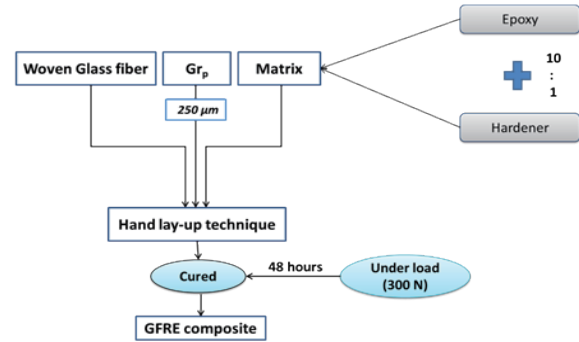 Epoxy
10
:
1
Hardener
Woven Glass fiber
Grp
Matrix
250 µm
Hand lay-up technique
Cured
48 hours
Under load
(300 N)
GFRE composite